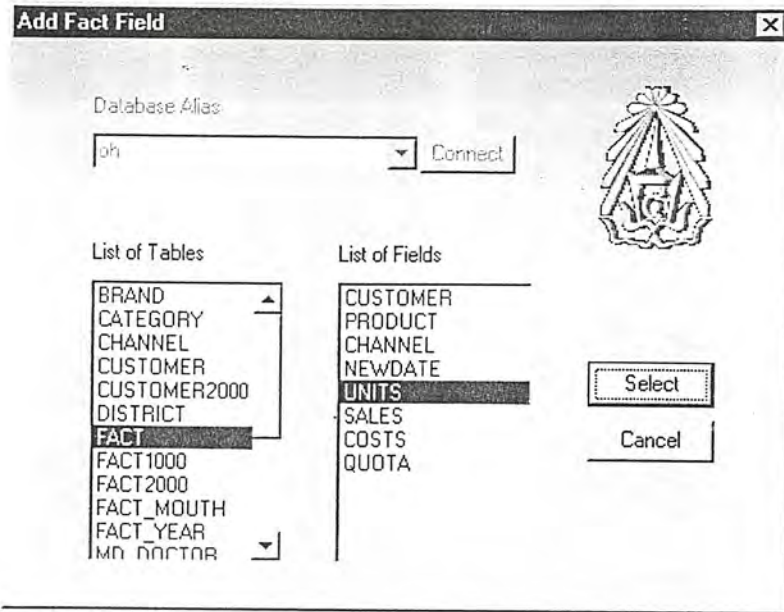 Add Fact Field
Database Alias
oh
Connect
List of Tables
BRAND
CATEGORY
CHANNEL
CUSTOMER
CUSTOMER2000
DISTRICT
FACT
FACT1000
FACT2000
FACT_MOUTH
FACT_YEAR
MD_DOCTOR
List of Fields
CUSTOMER
PRODUCT
CHANNEL
NEWDATE
UNITS
SALES
COSTS
QUOTA
Select
Cancel